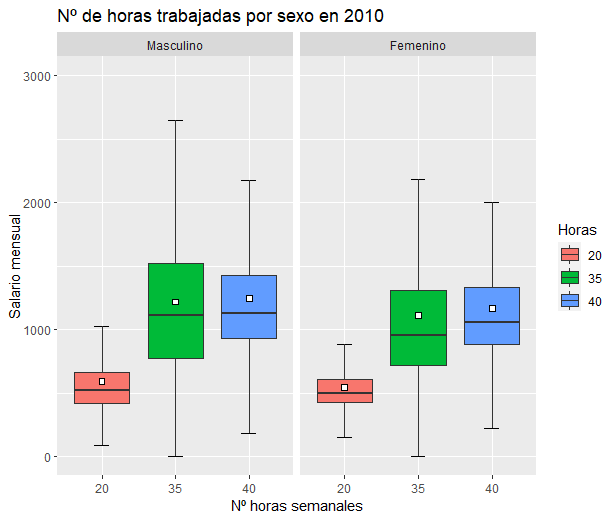 Nº de horas trabajadas por sexo en 2010
Masculino
Femenino
3000
2000
1000
0
Salario mensual
20
35
40
20
35
40
Nº horas semanales
Horas
20
35
40